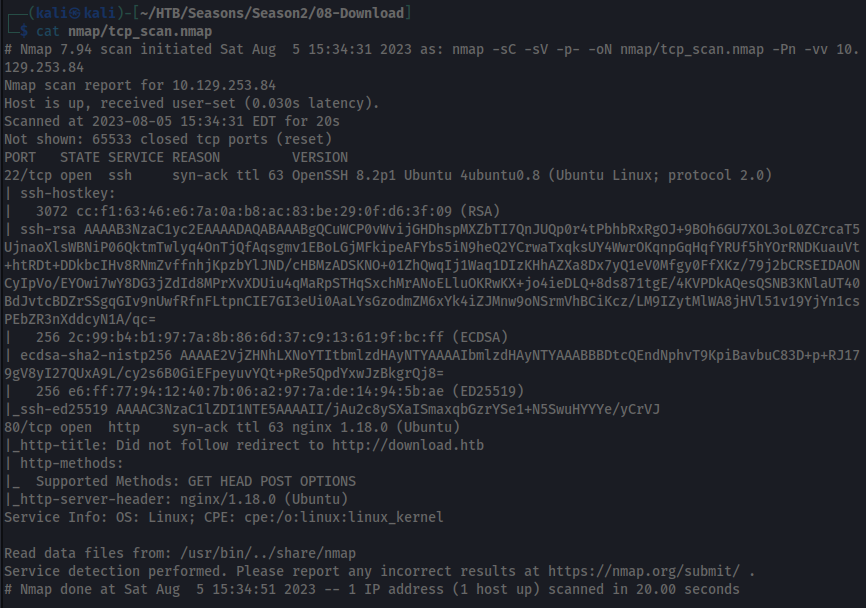 ┌──(kali㉿kali)-[~/HTB/Seasons/Season2/08-Download]
└─$ cat nmap/tcp_scan.nmap
# Nmap 7.94 scan initiated Sat Aug  5 15:34:31 2023 as: nmap -sC -sV -p- -oN nmap/tcp_scan.nmap -Pn -vv 10.
129.253.84
Nmap scan report for 10.129.253.84
Host is up, received user-set (0.030s latency).
Scanned at 2023-08-05 15:34:31 EDT for 20s
Not shown: 65533 closed tcp ports (reset)
PORT   STATE SERVICE REASON         VERSION
22/tcp open  ssh     syn-ack ttl 63 OpenSSH 8.2p1 Ubuntu 4ubuntu0.8 (Ubuntu Linux; protocol 2.0)
| ssh-hostkey:
|   3072 cc:f1:63:46:e6:7a:0a:b8:ac:83:be:29:0f:d6:3f:09 (RSA)
| ssh-rsa AAAAB3NzaC1yc2EAAAADAQABAAABgQCuWCP0vWvijGHDhspMXZbTI7QnJUQp0r4tPbhbRxRgOJ+9BOh6GU7XOL3oL0ZCrcaT5
UjnaoXlsWBNiP06QktmTwlyq4OnTjQfAqsgmv1EBoLGjMFkipeAFYbs5iN9heQ2YCrwaTxqksUY4WwrOKqnpGqHqfYRUf5hYOrRNDKuauVt
+htRDt+DDkbcIHv8RNmZvffnhjKpzbYlJND/cHBMzADSKNO+01ZhQwqIj1Waq1DIzKHhAZXa8Dx7yQ1eV0Mfgy0FfXKz/79j2bCRSEIDAON
CyIpVo/EYOwi7wY8DG3jZdId8MPrXvXDUiu4qMaRpSTHqSxchMrANoELluOKRwKX+jo4ieDLQ+8ds871tgE/4KVPDkAQesQSNB3KNlaUT40
BdJvtcBDZrSSgqGIv9nUwfRfnFLtpnCIE7GI3eUi0AaLYsGzodmZM6xYk4iZJMnw9oNSrmVhBCiKcz/LM9IZytMlWA8jHVl51v19YjYn1cs
PEbZR3nXddcyN1A/qc=
|   256 2c:99:b4:b1:97:7a:8b:86:6d:37:c9:13:61:9f:bc:ff (ECDSA)
| ecdsa-sha2-nistp256 AAAAE2VjZHNhLXNoYTItbmlzdHAyNTYAAAAIbmlzdHAyNTYAAABBBDtcQEndNphvT9KpiBavbuC83D+p+RJ17
9gV8yI27QUxA9L/cy2s6B0GiEFpeyuvYQt+pRe5QpdYxwJzBkgrQj8=
|   256 e6:ff:77:94:12:40:7b:06:a2:97:7a:de:14:94:5b:ae (ED25519)
|_ssh-ed25519 AAAAC3NzaC1lZDI1NTE5AAAAII/jAu2c8ySXaISmaxqbGzrYSe1+N5SwuHYYYe/yCrVJ
80/tcp open  http    syn-ack ttl 63 nginx 1.18.0 (Ubuntu)
|_http-title: Did not follow redirect to http://download.htb
| http-methods:
|_  Supported Methods: GET HEAD POST OPTIONS
|_http-server-header: nginx/1.18.0 (Ubuntu)
Service Info: OS: Linux; CPE: cpe:/o:linux:linux_kernel
Read data files from: /usr/bin/../share/nmap
Service detection performed. Please report any incorrect results at https://nmap.org/submit/ .
# Nmap done at Sat Aug  5 15:34:51 2023 -- 1 IP address (1 host up) scanned in 20.00 seconds